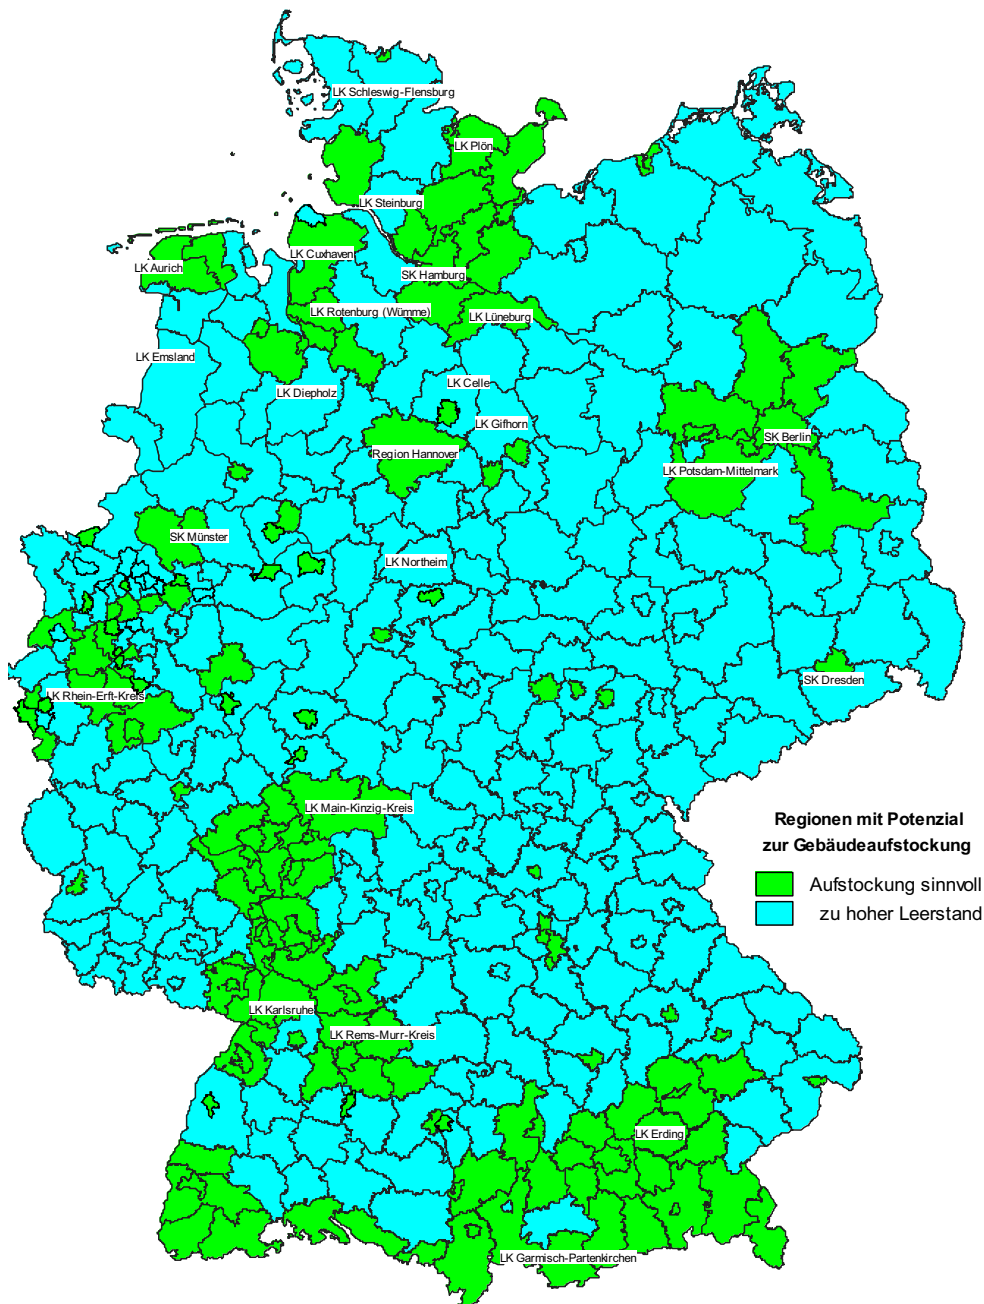 LK Schleswig-Flensburg
LK Plön
LK Steinburg
LK Cuxhaven
LK Aurich
SK Hamburg
LK Rotenburg (Wümme)
LK Lüneburg
LK Emsland
LK Celle
LK Diepholz
LK Gifhorn
SK Berlin
Region Hannover
LK Potsdam-Mittelmark
SK Münster
LK Northeim
SK Dresden
LK Rhein-Erft-Kreis
LK Main-Kinzig-Kreis
Regionen mit Potenzial
zur Gebäudeaufstockung
Aufstockung sinnvoll
zu hoher Leerstand
LK Karlsruhe
LK Rems-Murr-Kreis
LK Erding
LK Garmisch-Partenkirchen